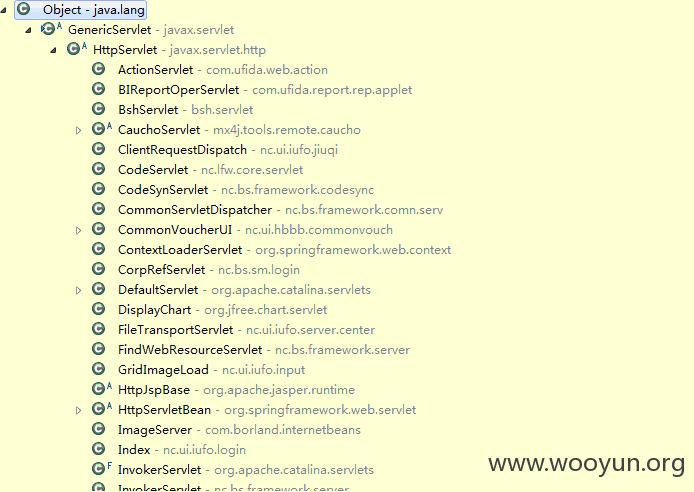 Object - java.lang
GenericServlet - javax.servlet
HttpServlet - javax.servlet.http
ActionServlet - com.ufida.web.action
BIReportOperServlet - com.ufida.report.rep.applet
BshServlet - bsh.servlet
CauchoServlet - mx4j.tools.remote.caucho
ClientRequestDispatch - nc.ui.iufo.jiuqi
CodeServlet - nc.lfw.core.servlet
CodeSynServlet - nc.bs.framework.codesync
CommonServletDispatcher - nc.bs.framework.comn.serv
CommonVoucherUI - nc.ui.hbbb.commonvouch
ContextLoaderServlet - org.springframework.web.context
CorpRefServlet - nc.bs.sm.login
DefaultServlet - org.apache.catalina.servlets
DisplayChart - org.jfree.chart.servlet
FileTransportServlet - nc.ui.iufo.server.center
FindWebResourceServlet - nc.bs.framework.server
GridImageLoad - nc.ui.iufo.input
HttpJspBase - org.apache.jasper.runtime
HttpServletBean - org.springframework.web.servlet
ImageServer - com.borland.internetbeans
Index - nc.ui.iufo.login
InvokerServlet - org.apache.catalina.servlets
InvokerServlet - nc.bs.framework.server
www.wooyun.org